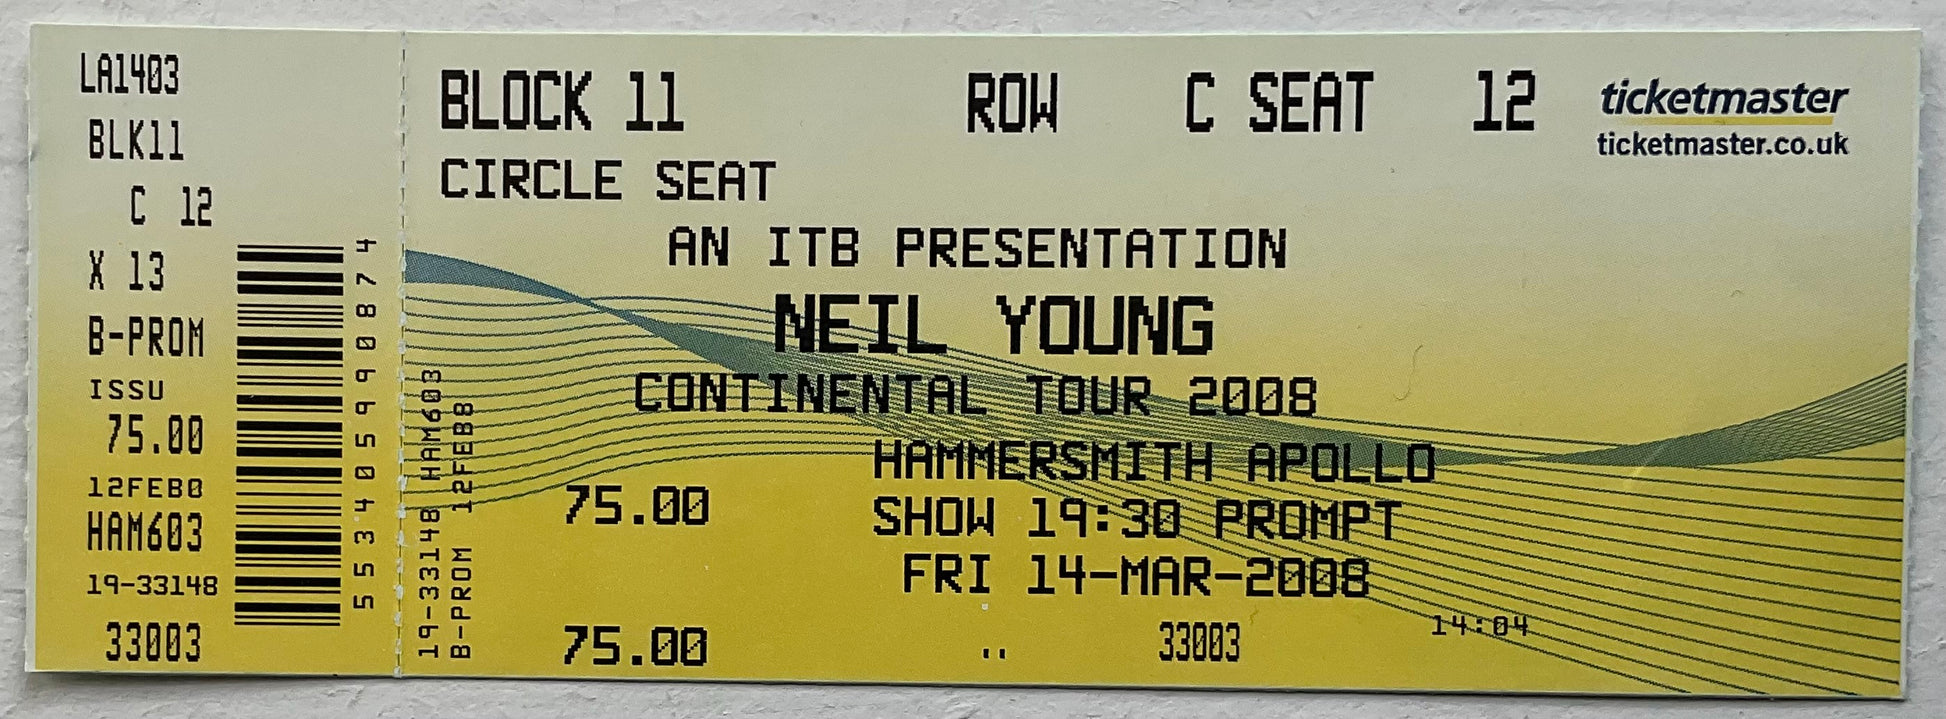 LA1403
BLK11
C 12
X 13
B-PROM
ISSU
75.00
12FEB0
HAM603
19-33148
33003
5534059908874
19-33148 HAM603
B-PROM 12FEB8
BLOCK 11 ROW C SEAT 12
CIRCLE SEAT
AN ITB PRESENTATION
NEIL YOUNG
CONTINENTAL TOUR 2008
HAMMERSMITH APOLLO
75.00 SHOW 19:30 PROMPT
FRI 14-MAR-2008
75.00 .. 33003 14:04
ticketmaster
ticketmaster.co.uk